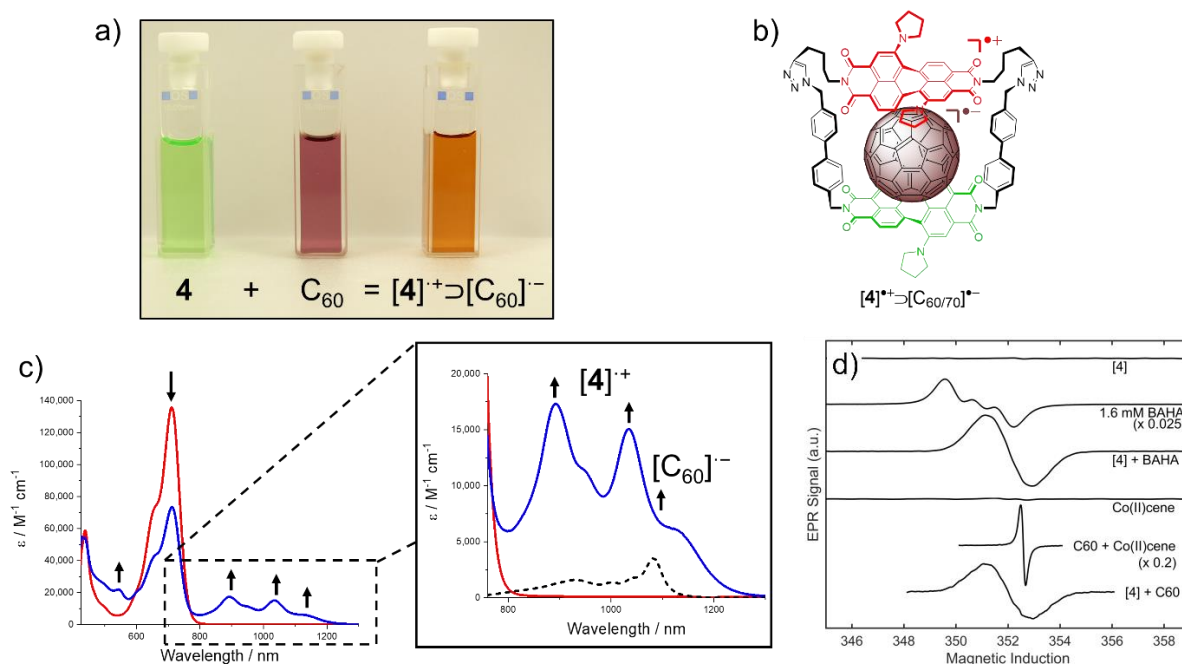 a)
4 + C60 = [4]·+⊃[C60]·−
b)
N
O
O
N
N
O
O
N
N N
N N
¬•+
¬•−
O
O
N
N
O
O
N
[4]•+⊃[C60/70]•−
c)
ε / M-1 cm-1
140,000
120,000
100,000
80,000
60,000
40,000
20,000
0
600 800 1000 1200
Wavelength / nm
ε / M-1 cm-1
20,000
15,000
10,000
5,000
0
800 1000 1200
Wavelength / nm
[4]·+
[C60]·−
d)
EPR Signal (a.u.)
[4]
1.6 mM BAHA
(x 0.025)
[4] + BAHA
Co(II)cene
C60 + Co(II)cene
(x 0.2)
[4] + C60
346 348 350 352 354 356 358
Magnetic Induction